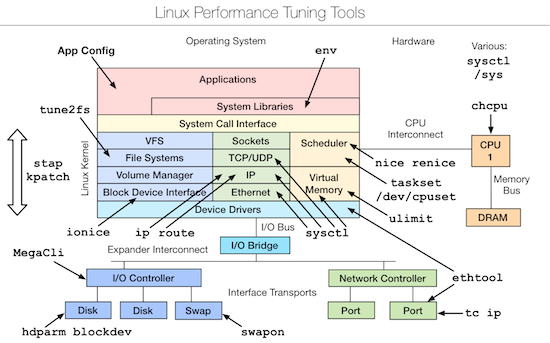 Linux Performance Tuning Tools
Operating System
Hardware
Various:
sysctl
/sys
App Config
env
Applications
System Libraries
System Call Interface
chcpu
tune2fs
VFS
Sockets
Scheduler
CPU
Interconnect
CPU
1
File Systems
TCP/UDP
nice renice
stap
kpatch
Linux Kernel
Volume Manager
IP
Virtual
Memory
taskset
/dev/cpuset
Memory
Bus
Block Device Interface
Ethernet
ulimit
Device Drivers
DRAM
ionice
ip route
I/O Bus
sysctl
Expander Interconnect
I/O Bridge
MegaCli
I/O Controller
Network Controller
ethtool
Interface Transports
Disk
Disk
Swap
Port
Port
tc ip
hdparm blockdev
swapon